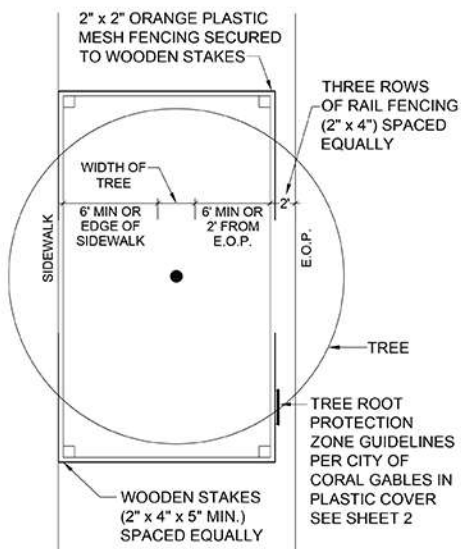 2" x 2" ORANGE PLASTIC
MESH FENCING SECURED
TO WOODEN STAKES
THREE ROWS
OF RAIL FENCING
(2" x 4") SPACED
EQUALLY
WIDTH OF
TREE
6' MIN OR
EDGE OF
SIDEWALK
6' MIN OR
2' FROM
E.O.P.
2'
SIDEWALK
E.O.P.
TREE
TREE ROOT
PROTECTION
ZONE GUIDELINES
PER CITY OF
CORAL GABLES IN
PLASTIC COVER
SEE SHEET 2
WOODEN STAKES
(2" x 4" x 5" MIN.)
SPACED EQUALLY